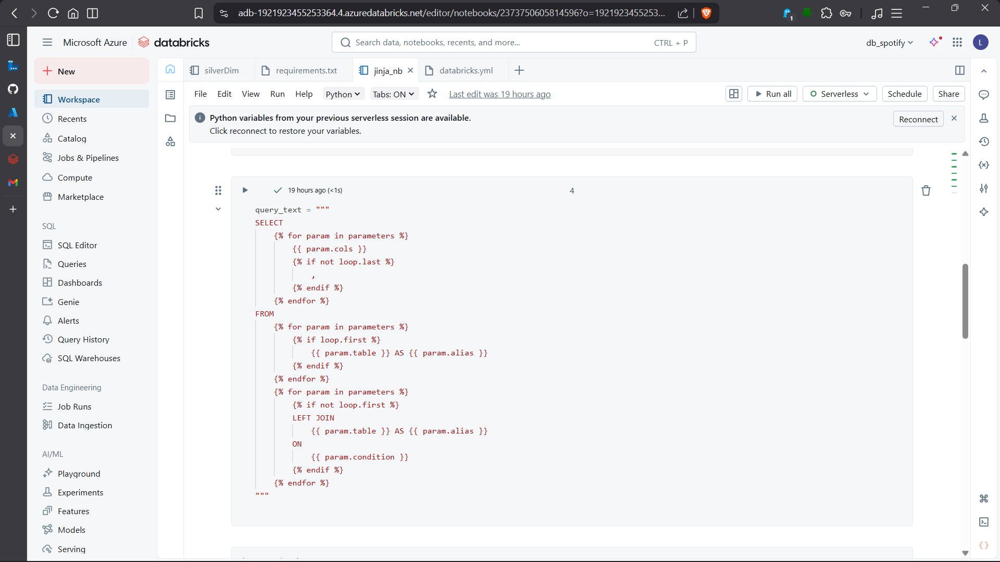 adb-1921923455253364.4.azuredatabricks.net/editor/notebooks/2373750605814596?o=1921923455253...
1
Microsoft Azure
databricks
Search data, notebooks, recents, and more...
CTRL + P
db_spotify
L
New
Workspace
Recents
Catalog
Jobs & Pipelines
Compute
Marketplace
SQL
SQL Editor
Queries
Dashboards
Genie
Alerts
Query History
SQL Warehouses
Data Engineering
Job Runs
Data Ingestion
AI/ML
Playground
Experiments
Features
Models
Serving
silverDim
requirements.txt
jinja_nb
databricks.yml
File
Edit
View
Run
Help
Python
Tabs: ON
Last edit was 19 hours ago
Run all
Serverless
Schedule
Share
Python variables from your previous serverless session are available.
Click reconnect to restore your variables.
Reconnect
19 hours ago (<1s)
4
query_text = """
SELECT
{% for param in parameters %}
{{ param.cols }}
{% if not loop.last %}
,
{% endif %}
{% endfor %}
FROM
{% for param in parameters %}
{% if loop.first %}
{{ param.table }} AS {{ param.alias }}
{% endif %}
{% endfor %}
{% for param in parameters %}
{% if not loop.first %}
LEFT JOIN
{{ param.table }} AS {{ param.alias }}
ON
{{ param.condition }}
{% endif %}
{% endfor %}
"""